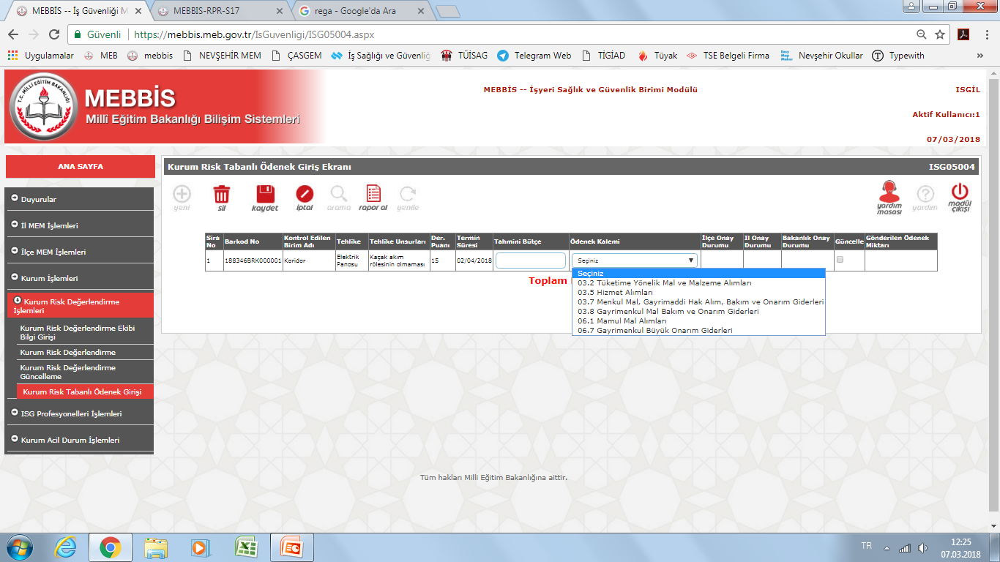 MEBBİS -- İş Güvenliği M
MEBBIS-RPR-S17
rega - Google'da Ara
Güvenli
https://mebbis.meb.gov.tr/IsGuvenligi/ISG05004.aspx
Uygulamalar
MEB
mebbis
NEVŞEHİR MEM
ÇASGEM
İş Sağlığı ve Güvenliğ
TÜİSAG
Telegram Web
TİGİAD
Tüyak
TSE Belgeli Firma
Nevşehir Okullar
Typewith
»
T.C. MİLLİ EĞİTİM BAKANLIĞI
MEBBİS
Millî Eğitim Bakanlığı Bilişim Sistemleri
MEBBİS -- İşyeri Sağlık ve Güvenlik Birimi Modülü
ISGİL
Aktif Kullanıcı:1
07/03/2018
ANA SAYFA
Duyurular
İl MEM İşlemleri
İlçe MEM İşlemleri
Kurum İşlemleri
Kurum Risk Değerlendirme
İşlemleri
Kurum Risk Değerlendirme Ekibi
Bilgi Girişi
Kurum Risk Değerlendirme
Kurum Risk Değerlendirme
Güncelleme
Kurum Risk Tabanlı Ödenek Girişi
ISG Profesyonelleri İşlemleri
Kurum Acil Durum İşlemleri
Kurum Risk Tabanlı Ödenek Giriş Ekranı
ISG05004
yeni
sil
kaydet
iptal
arama
rapor al
yenile
yardım
masası
yardım
modül
çıkışı
Sira
No
Barkod No
Kontrol Edilen
Birim Adı
Tehlike
Tehlike Unsurları
Der.
Puanı
Termin
Süresi
Tahmini Bütçe
Ödenek Kalemi
İlçe Onay
Durumu
Il Onay
Durumu
Bakanlık Onay
Durumu
Güncelle
Gönderilen Ödenek
Miktarı
1
188346BRK000001
Koridor
Elektrik
Panosu
Kaçak akım
rölesinin olmaması
15
02/04/2018
Seçiniz
Toplam
Seçiniz
03.2 Tüketime Yönelik Mal ve Malzeme Alımları
03.5 Hizmet Alımları
03.7 Menkul Mal, Gayrimaddi Hak Alım, Bakım ve Onarım Giderleri
03.8 Gayrimenkul Mal Bakım ve Onarım Giderleri
06.1 Mamul Mal Alımları
06.7 Gayrimenkul Büyük Onarım Giderleri
Tüm hakları Milli Eğitim Bakanlığına aittir.
TR
12:25
07.03.2018